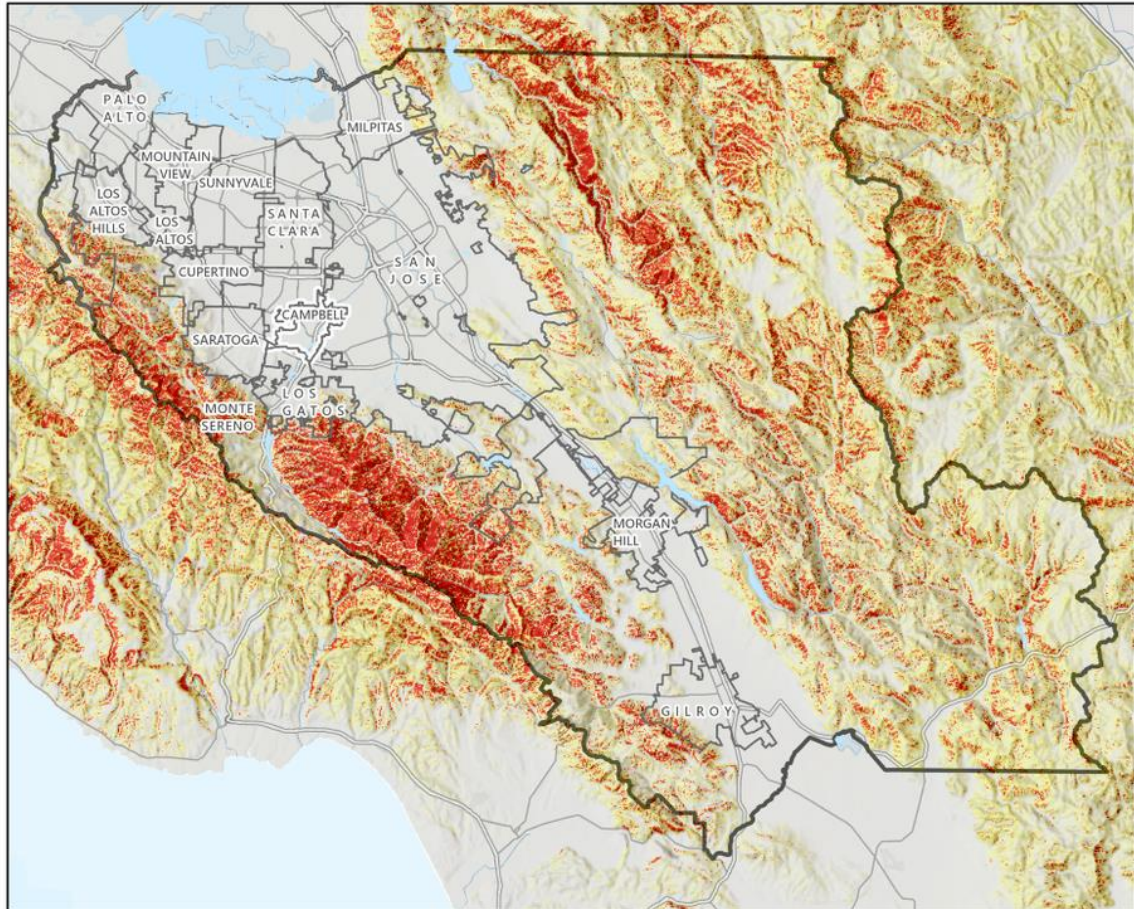 PALO
ALTO
MILPITAS
MOUNTAIN
VIEW
SUNNYVALE
LOS
ALTOS
HILLS
LOS
ALTOS
SANTA
CLARA
CUPERTINO
SAN
JOSE
CAMPBELL
SARATOGA
LOS
GATOS
MONTE
SERENO
MORGAN
HILL
GILROY